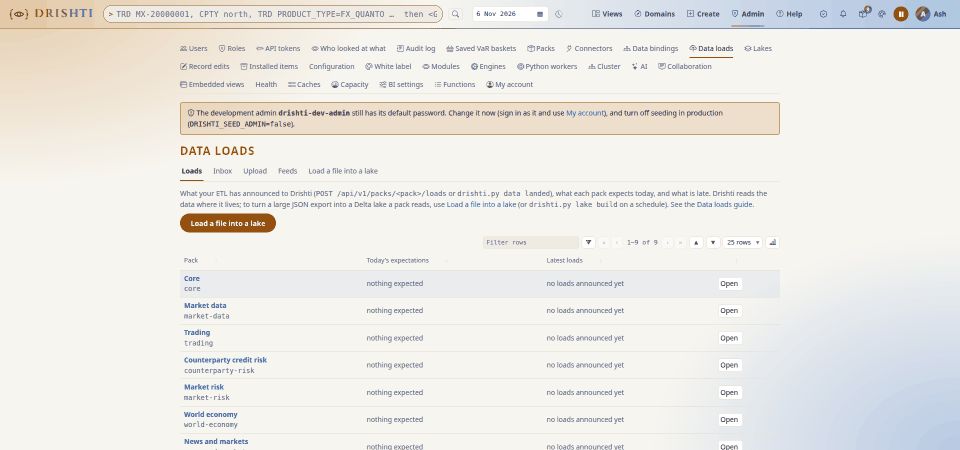 {👁} DRISHTI
> TRD MX-20000001, CPTY north, TRD PRODUCT_TYPE=FX_QUANTO … then <G
6 Nov 2026
Views Domains Create Admin Help
9
A Ash
Users Roles API tokens Who looked at what Audit log Saved VaR baskets Packs Connectors Data bindings Data loads Lakes
Record edits Installed items Configuration White label Modules Engines Python workers Cluster AI Collaboration
Embedded views Health Caches Capacity BI settings Functions My account
The development admin drishti-dev-admin still has its default password. Change it now (sign in as it and use My account), and turn off seeding in production
(DRISHTI_SEED_ADMIN=false).
DATA LOADS
Loads Inbox Upload Feeds Load a file into a lake
What your ETL has announced to Drishti (POST /api/v1/packs/<pack>/loads or drishti.py data landed), what each pack expects today, and what is late. Drishti reads the
data where it lives; to turn a large JSON export into a Delta lake a pack reads, use Load a file into a lake (or drishti.py lake build on a schedule). See the Data loads guide.
Load a file into a lake
Filter rows
« ‹ 1–9 of 9 › » ▲ ▼ 25 rows
Pack Today's expectations Latest loads
Core
core nothing expected no loads announced yet Open
Market data
market-data nothing expected no loads announced yet Open
Trading
trading nothing expected no loads announced yet Open
Counterparty credit risk
counterparty-risk nothing expected no loads announced yet Open
Market risk
market-risk nothing expected no loads announced yet Open
World economy
world-economy nothing expected no loads announced yet Open
News and markets
nothing expected no loads announced yet Open